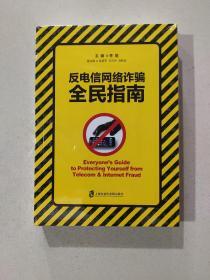 反电信网络诈骗
全民指南
Everyone's Guide
to Protecting Yourself from
Telecom & Internet Fraud